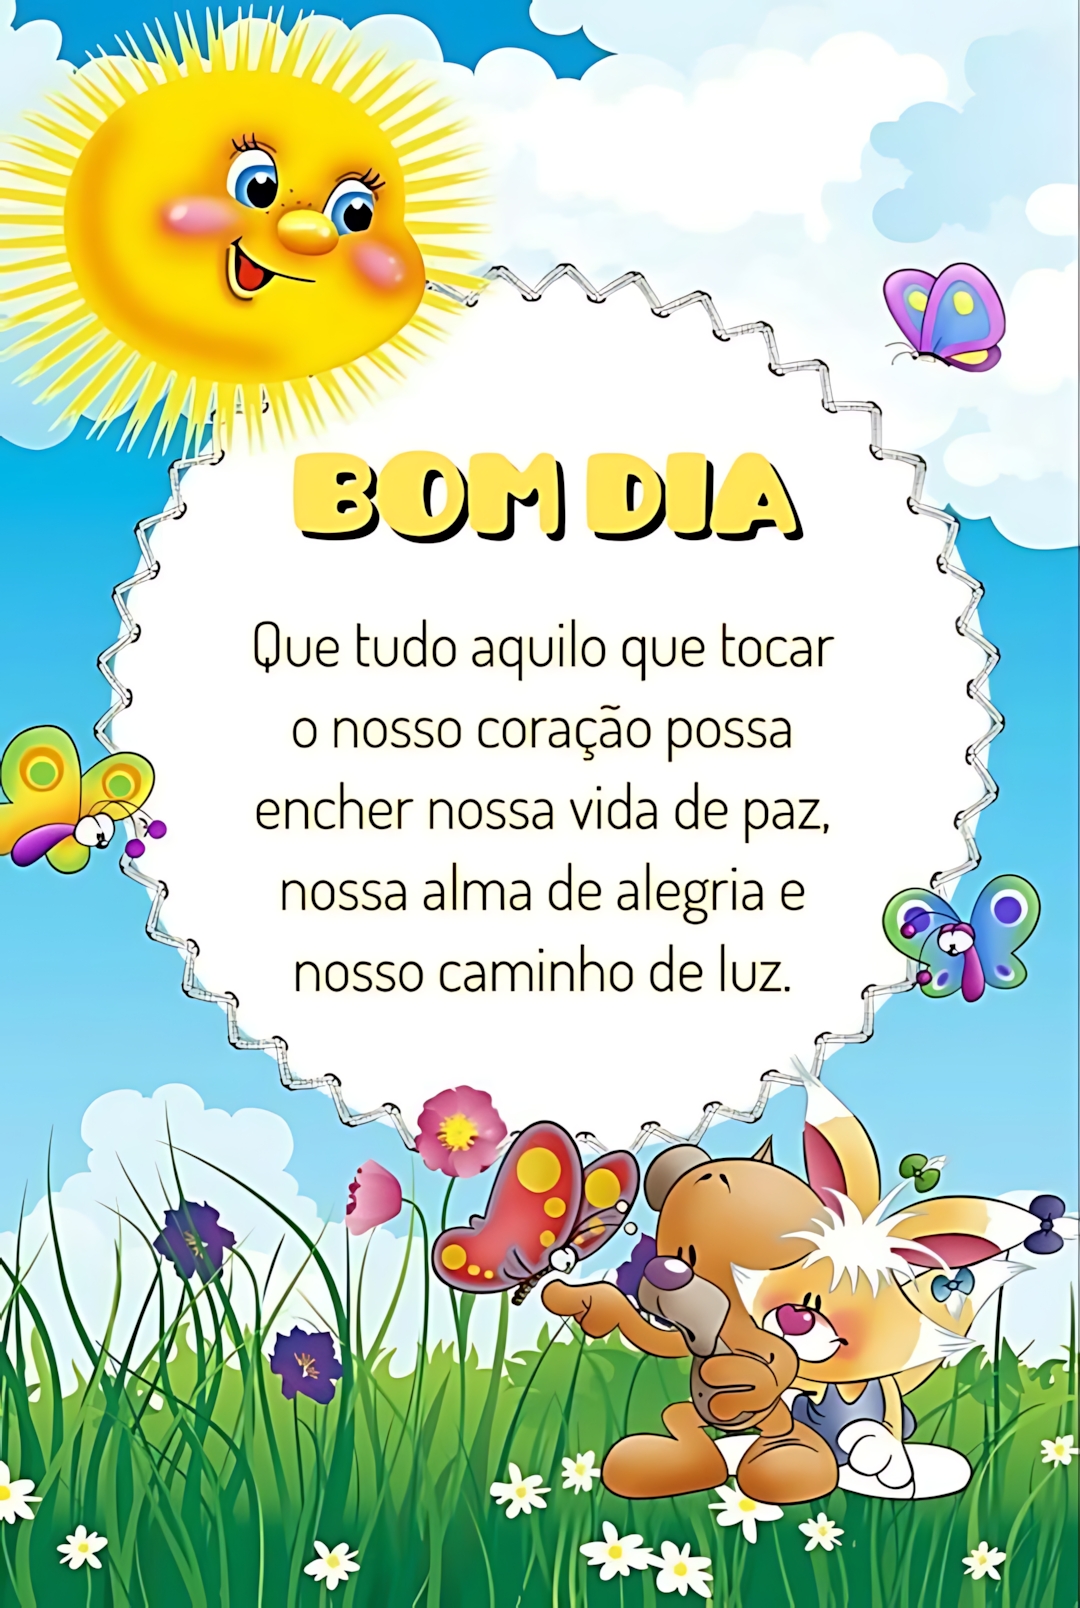 BOM DIA
Que tudo aquilo que tocar
o nosso coração possa
encher nossa vida de paz,
nossa alma de alegria e
nosso caminho de luz.